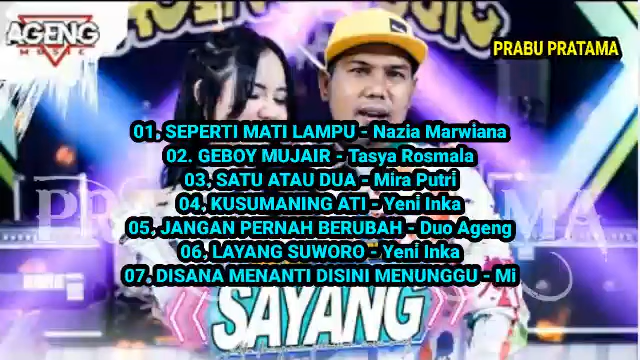 AGENG
MUSIC
PRABU PRATAMA
01, SEPERTI MATI LAMPU - Nazia Marwiana
02. GEBOY MUJAIR - Tasya Rosmala
03, SATU ATAU DUA - Mira Putri
04, KUSUMANING ATI - Yeni Inka
05, JANGAN PERNAH BERUBAH - Duo Ageng
06, LAYANG SUWORO - Yeni Inka
07, DISANA MENANTI DISINI MENUNGGU - Mi
SAYANG